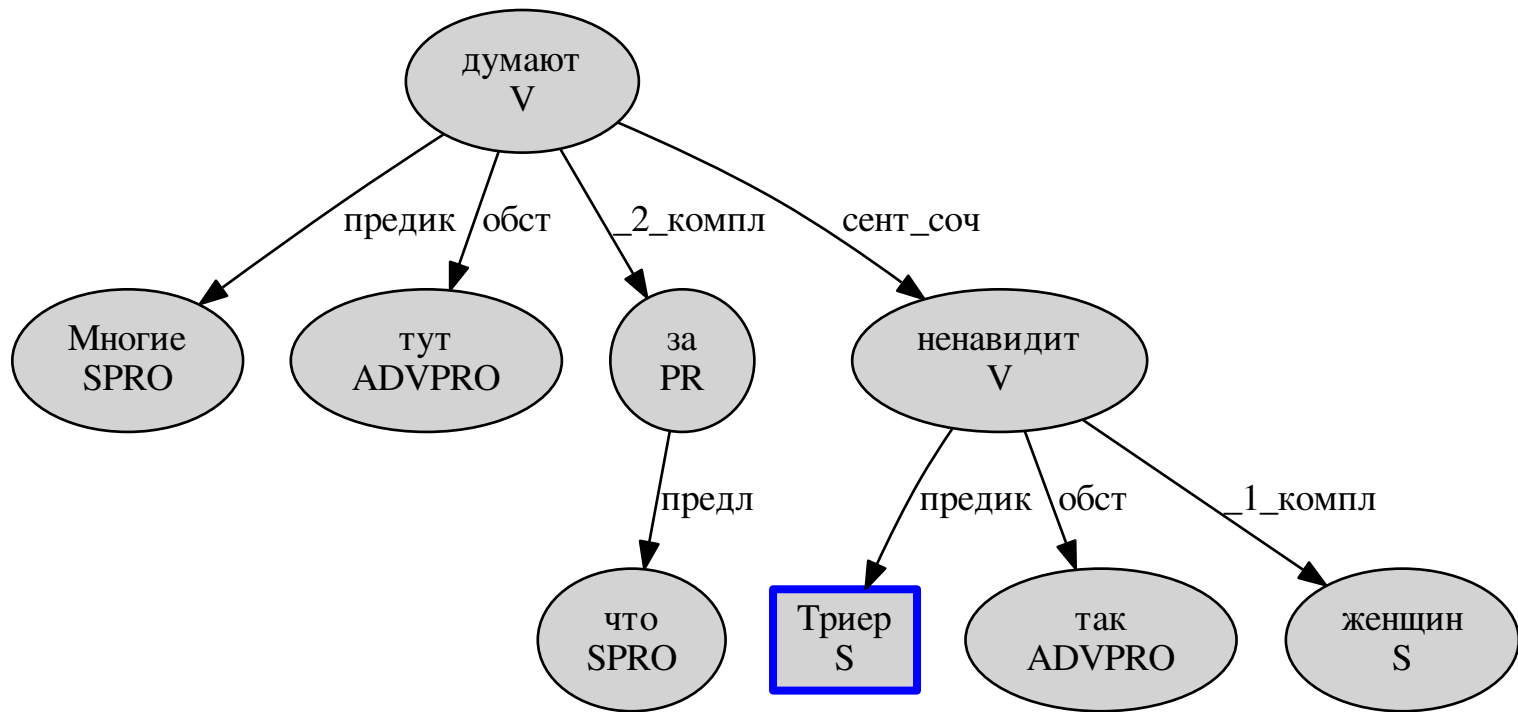 думают
V
предик
обст
_2_компл
сент_соч
Многие
SPRO
тут
ADVPRO
за
PR
ненавидит
V
предл
предик
обст
_1_компл
что
SPRO
Триер
S
так
ADVPRO
женщин
S